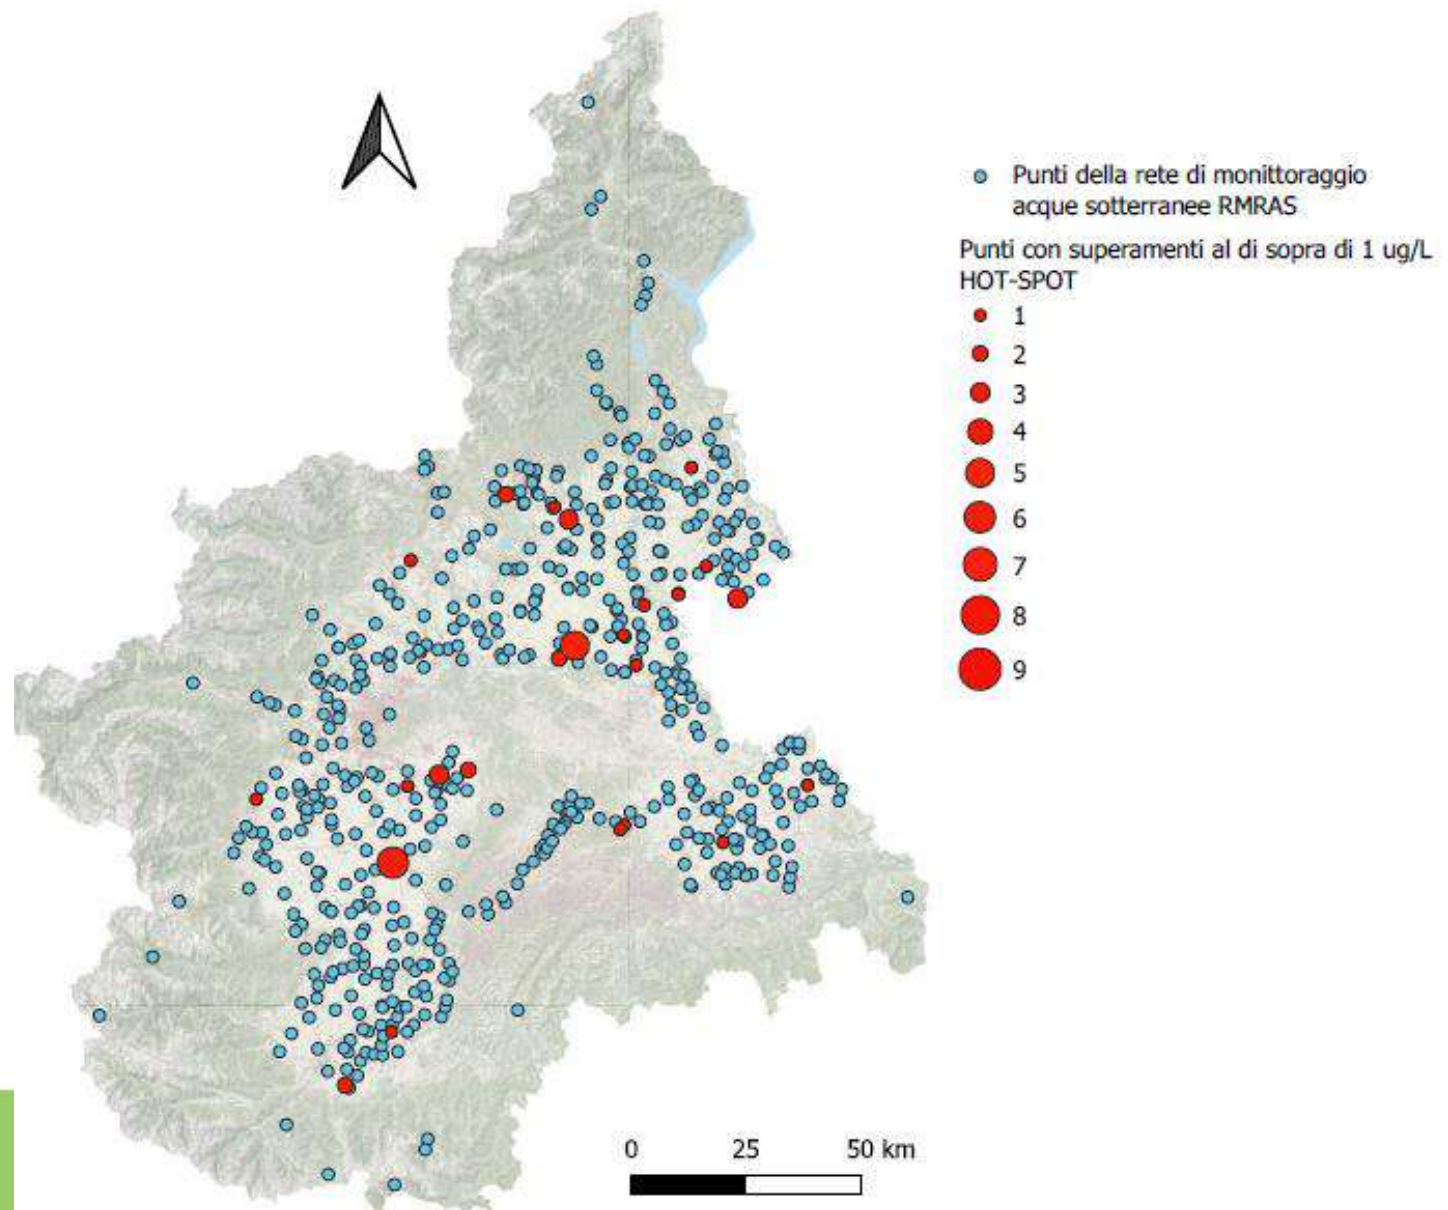 Punti della rete di monittoraggio
acque sotterranee RMRAS
Punti con superamenti al di sopra di 1 ug/L
HOT-SPOT
1
2
3
4
5
6
7
8
9
0 25 50 km